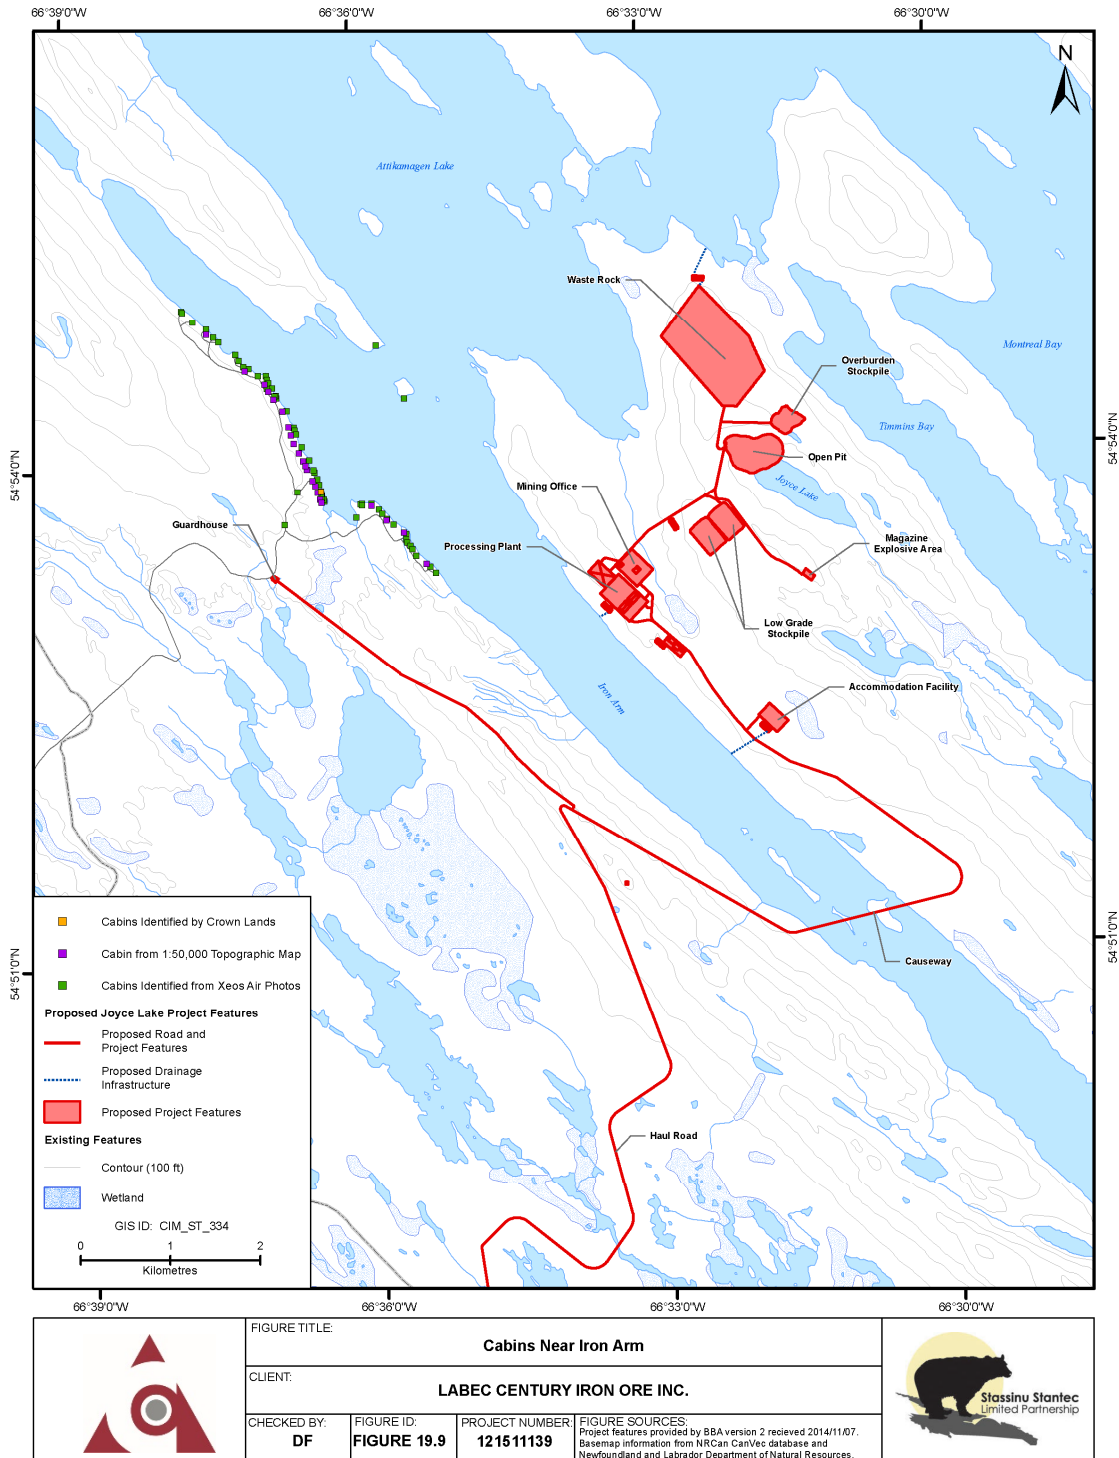 66°39'0"W
66°36'0"W
66°33'0"W
66°30'0"W
N
Attikamagen Lake
Waste Rock
Montreal Bay
Overburden
Stockpile
Timmins Bay
54°54'0"N
54°54'0"N
Open Pit
Joyce Lake
Mining Office
Guardhouse
Processing Plant
Magazine
Explosive Area
Low Grade
Stockpile
Iron Arm
Accommodation Facility
Causeway
54°51'0"N
54°51'0"N
Haul Road
Cabins Identified by Crown Lands
Cabin from 1:50,000 Topographic Map
Cabins Identified from Xeos Air Photos
Proposed Joyce Lake Project Features
Proposed Road and
Project Features
Proposed Drainage
Infrastructure
Proposed Project Features
Existing Features
Contour (100 ft)
Wetland
GIS ID: CIM_ST_334
0 1 2
Kilometres
66°39'0"W
66°36'0"W
66°33'0"W
66°30'0"W
FIGURE TITLE:
Cabins Near Iron Arm
CLIENT:
LABEC CENTURY IRON ORE INC.
CHECKED BY:
DF
FIGURE ID:
FIGURE 19.9
PROJECT NUMBER:
121511139
FIGURE SOURCES:
Project features provided by BBA version 2 recieved 2014/11/07.
Basemap information from NRCan CanVec database and
Newfoundland and Labrador Department of Natural Resources.
Stassinu Stantec
Limited Partnership